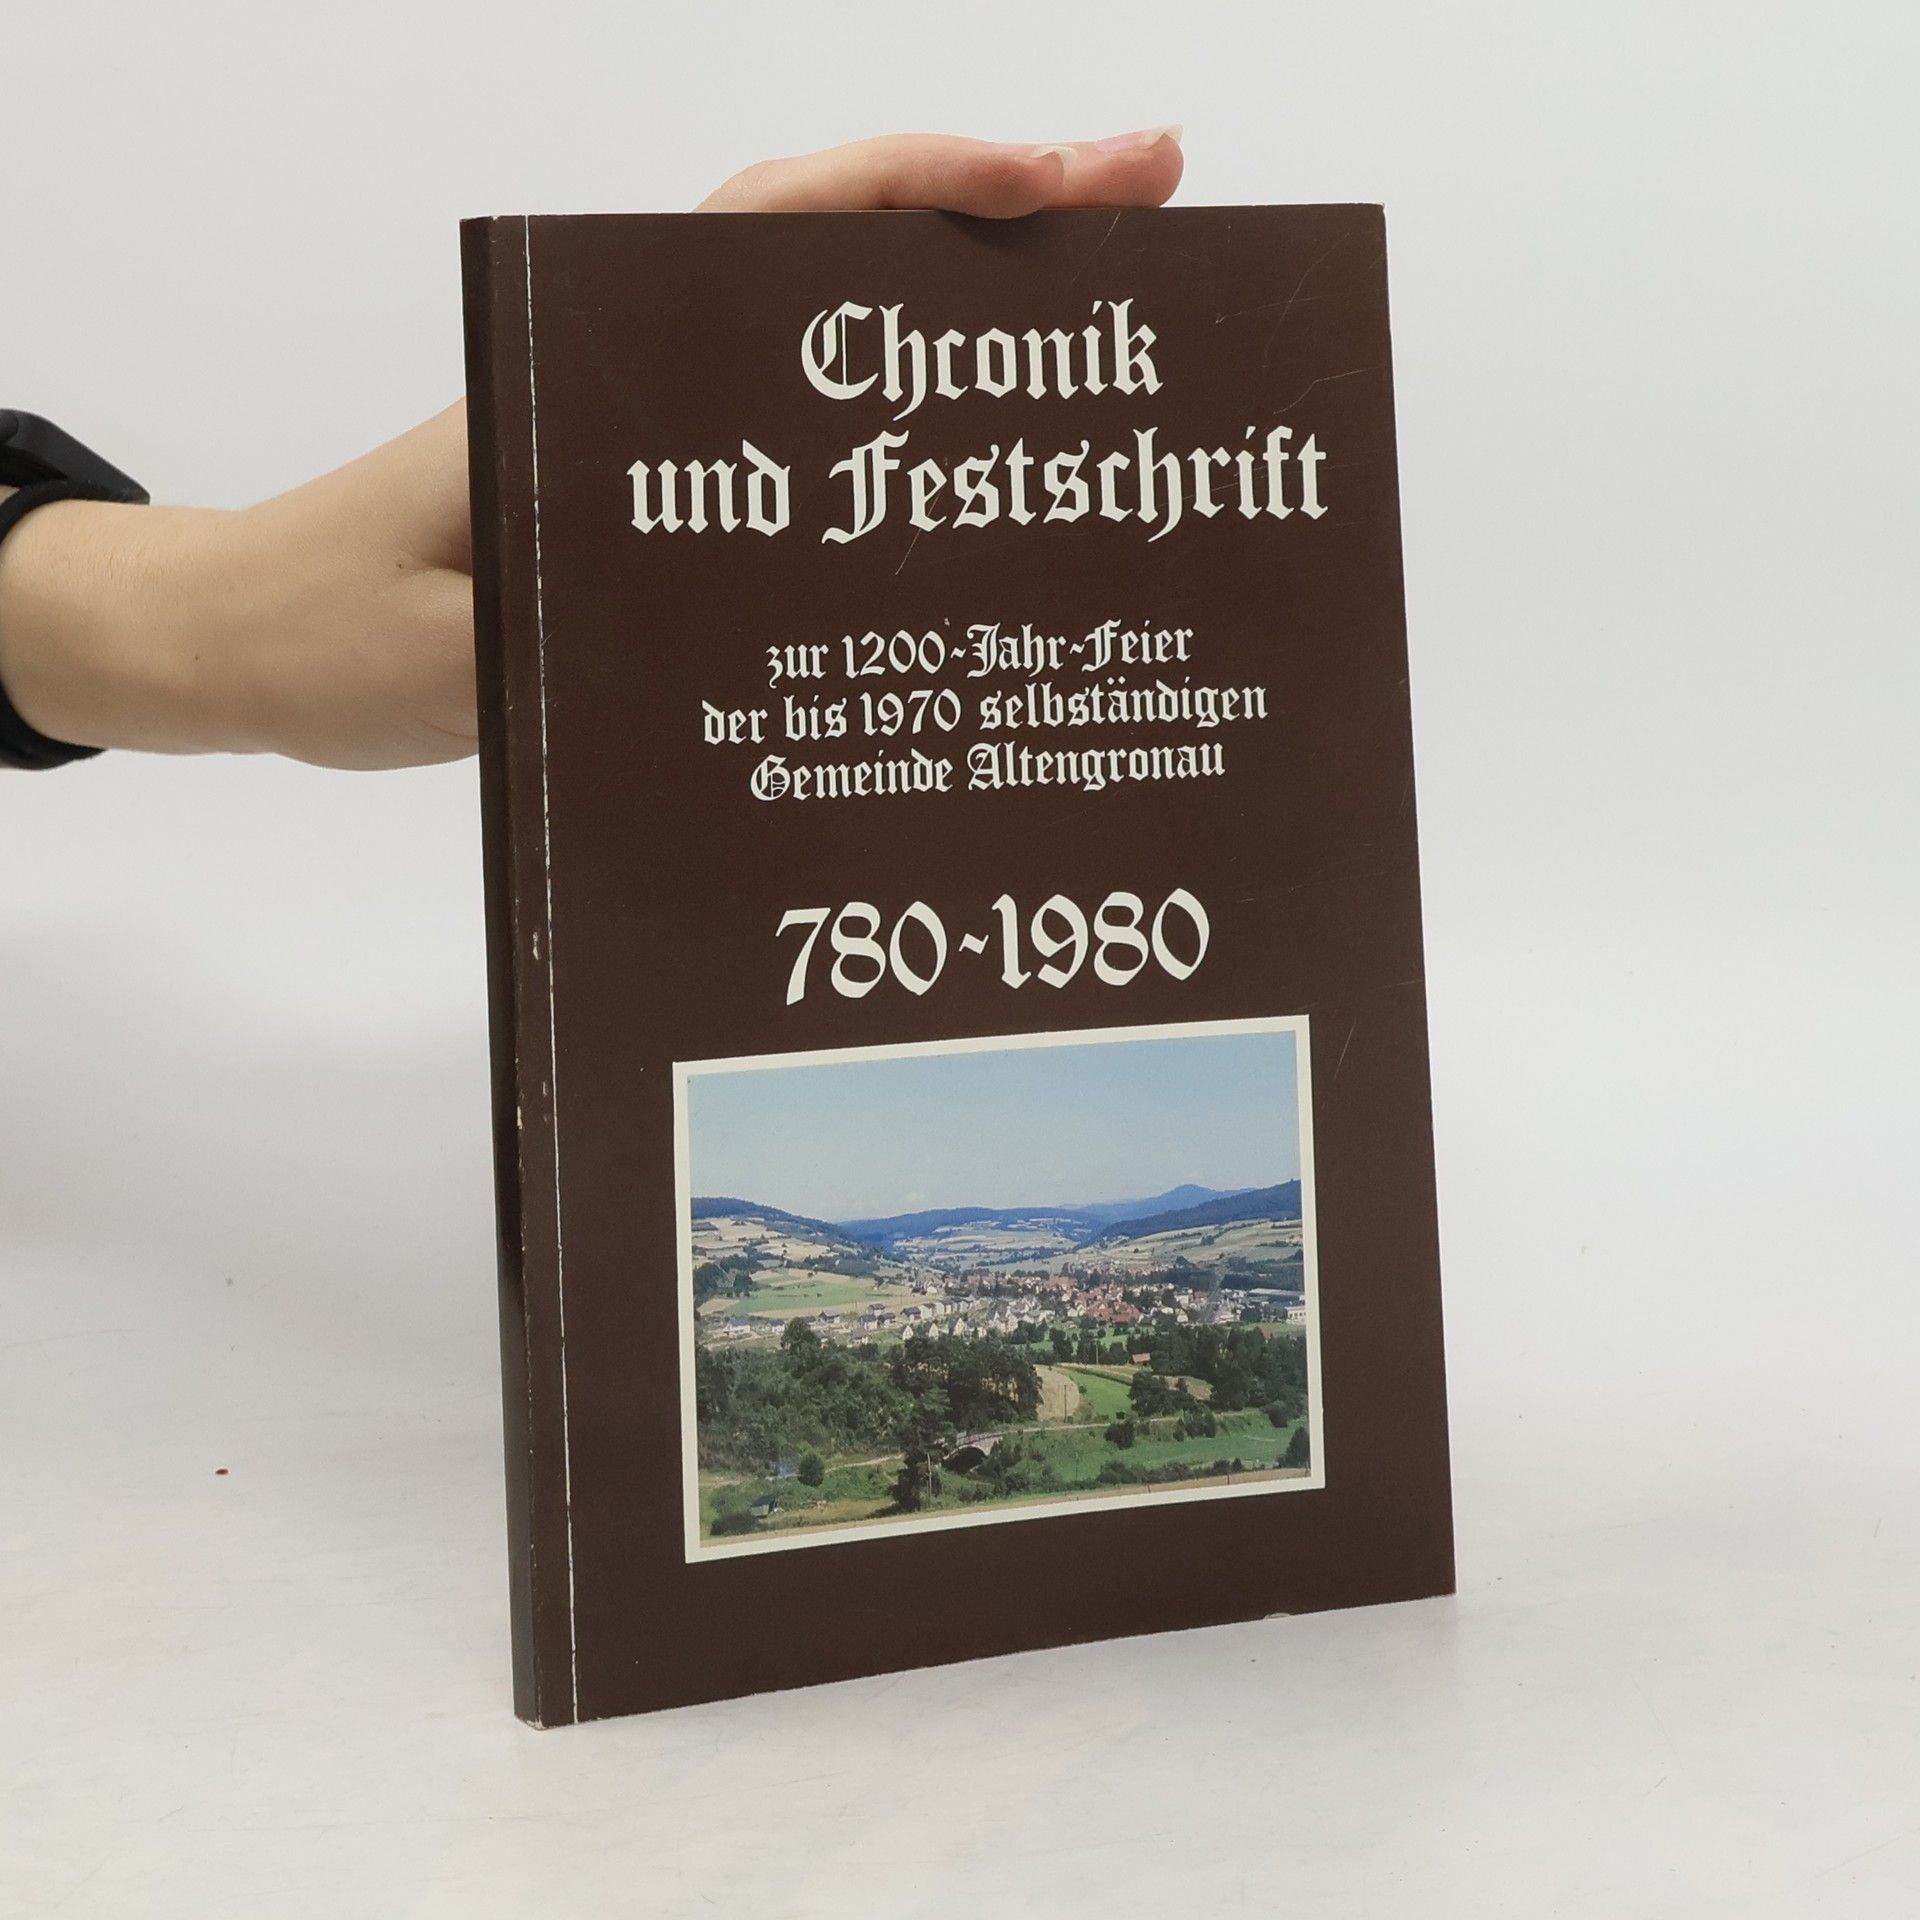 Chronik
und Festschrift
zur 1200-Jahr-Feier
der bis 1970 selbständigen
Gemeinde Altengronau
780-1980